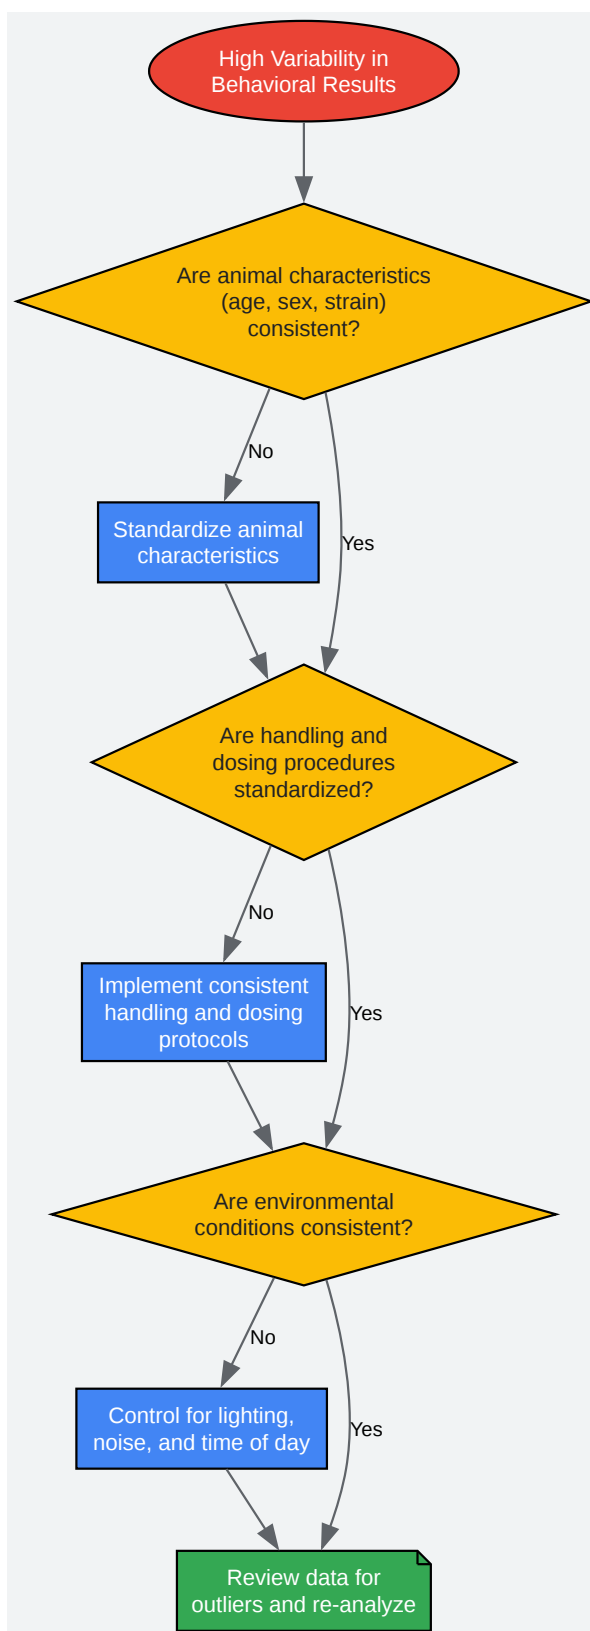 High Variability in
Behavioral Results
Are animal characteristics
(age, sex, strain)
consistent?
No
Standardize animal
characteristics
Yes
Are handling and
dosing procedures
standardized?
No
Implement consistent
handling and dosing
protocols
Yes
Are environmental
conditions consistent?
No
Control for lighting,
noise, and time of day
Yes
Review data for
outliers and re-analyze